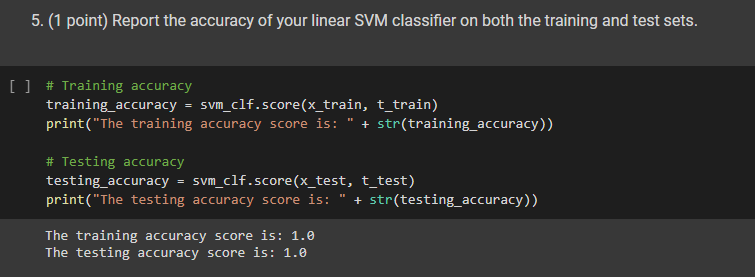 5. (1 point) Report the accuracy of your linear SVM classifier on both the training and test sets.
[ ] # Training accuracy
training_accuracy = svm_clf.score(x_train, t_train)
print("The training accuracy score is: " + str(training_accuracy))
# Testing accuracy
testing_accuracy = svm_clf.score(x_test, t_test)
print("The testing accuracy score is: " + str(testing_accuracy))
The training accuracy score is: 1.0
The testing accuracy score is: 1.0